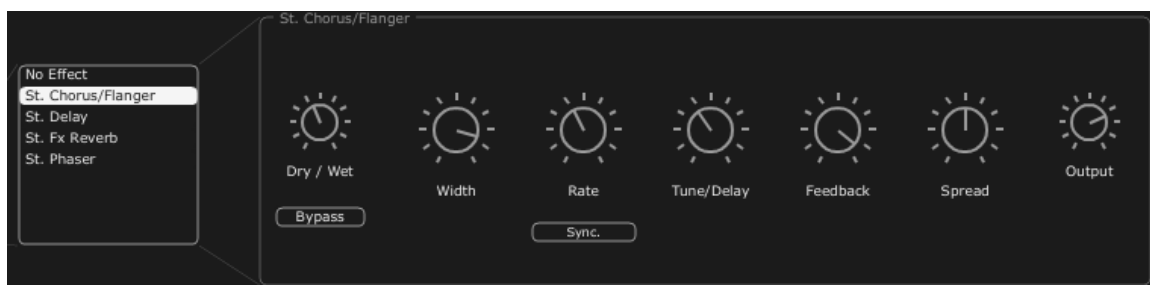 St. Chorus/Flanger
No Effect
St. Chorus/Flanger
St. Delay
St. Fx Reverb
St. Phaser
Dry / Wet
Width
Rate
Tune/Delay
Feedback
Spread
Output
Bypass
Sync.